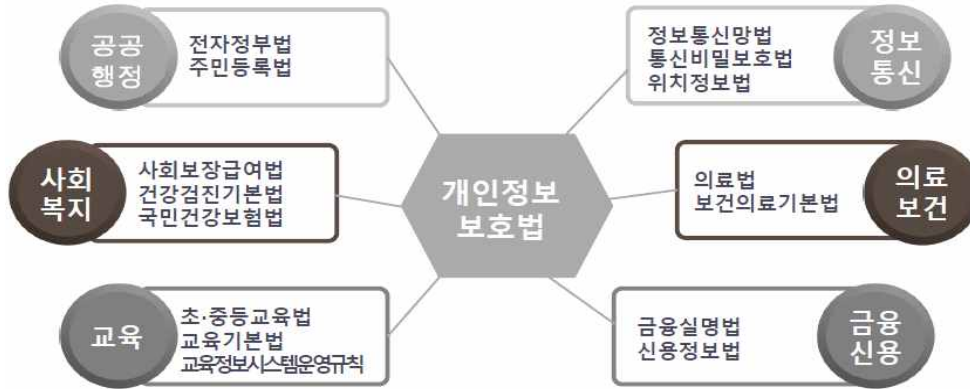 공공
행정
전자정부법
주민등록법
정보통신망법
통신비밀보호법
위치정보법
정보
통신
사회
복지
사회보장급여법
건강검진기본법
국민건강보험법
개인정보
보호법
의료법
보건의료기본법
의료
보건
교육
초·중등교육법
교육기본법
교육정보시스템운영규칙
금융실명법
신용정보법
금융
신용